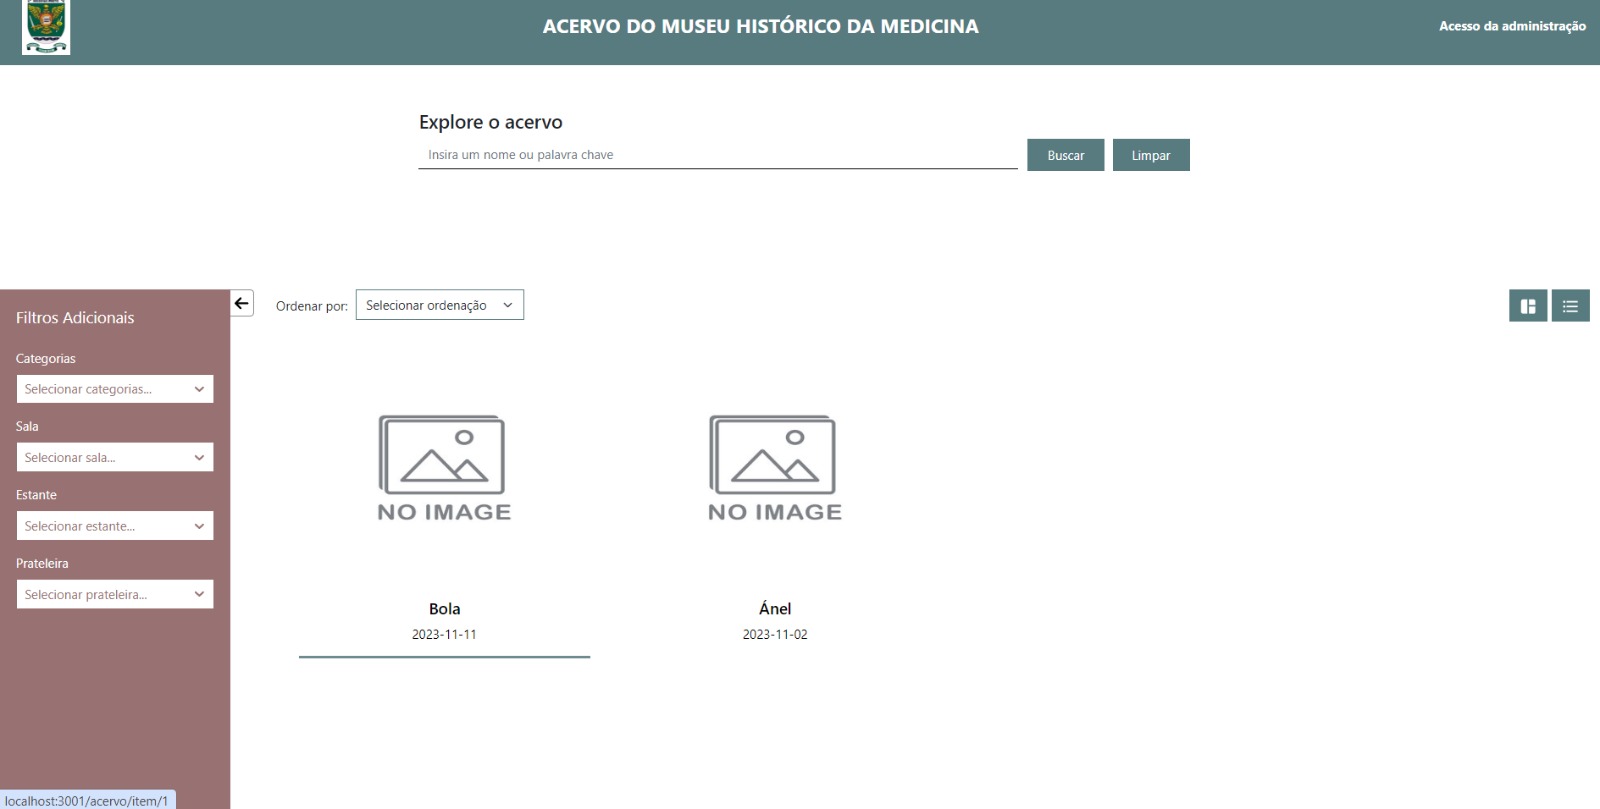 ACERVO DO MUSEU HISTÓRICO DA MEDICINA
Acesso da administração
Explore o acervo
Insira um nome ou palavra chave
Buscar
Limpar
Filtros Adicionais
Ordenar por:
Selecionar ordenação
Categorias
Selecionar categorias...
Sala
Selecionar sala...
Estante
Selecionar estante...
Prateleira
Selecionar prateleira...
NO IMAGE
Bola
2023-11-11
NO IMAGE
Ánel
2023-11-02
localhost:3001/acervo/item/1